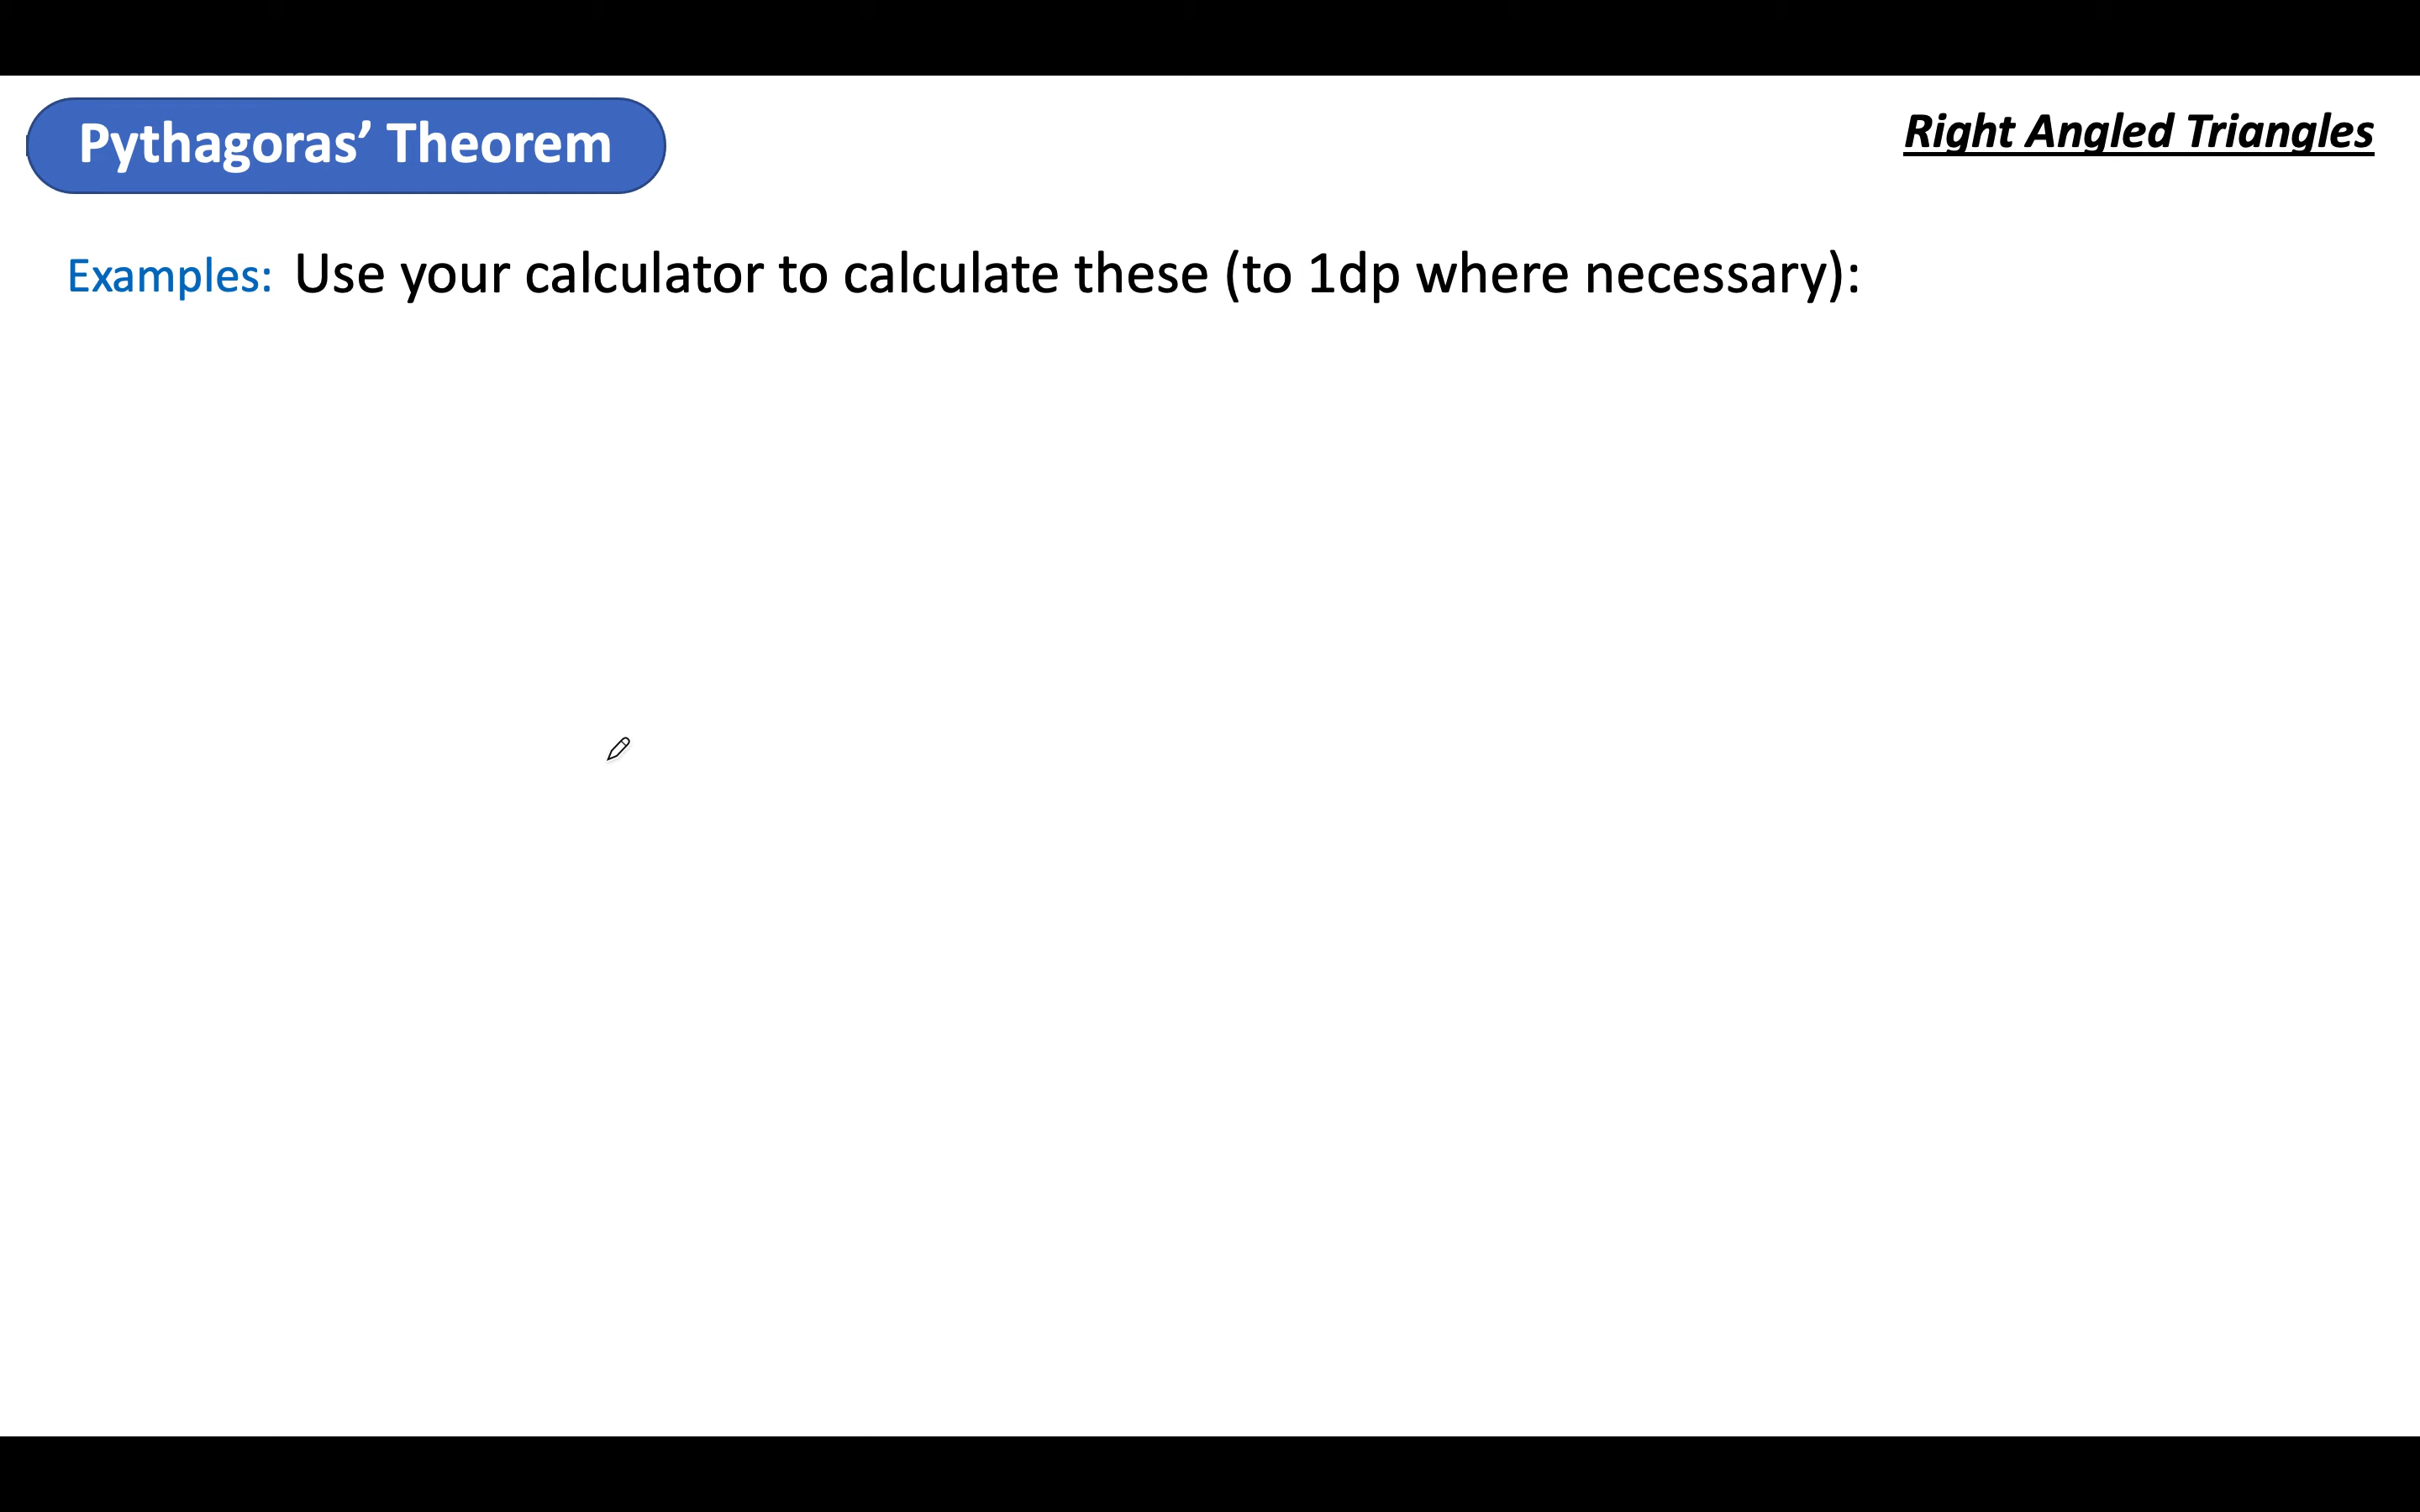 Pythagoras’ Theorem
Right Angled Triangles
Examples: Use your calculator to calculate these (to 1dp where necessary):